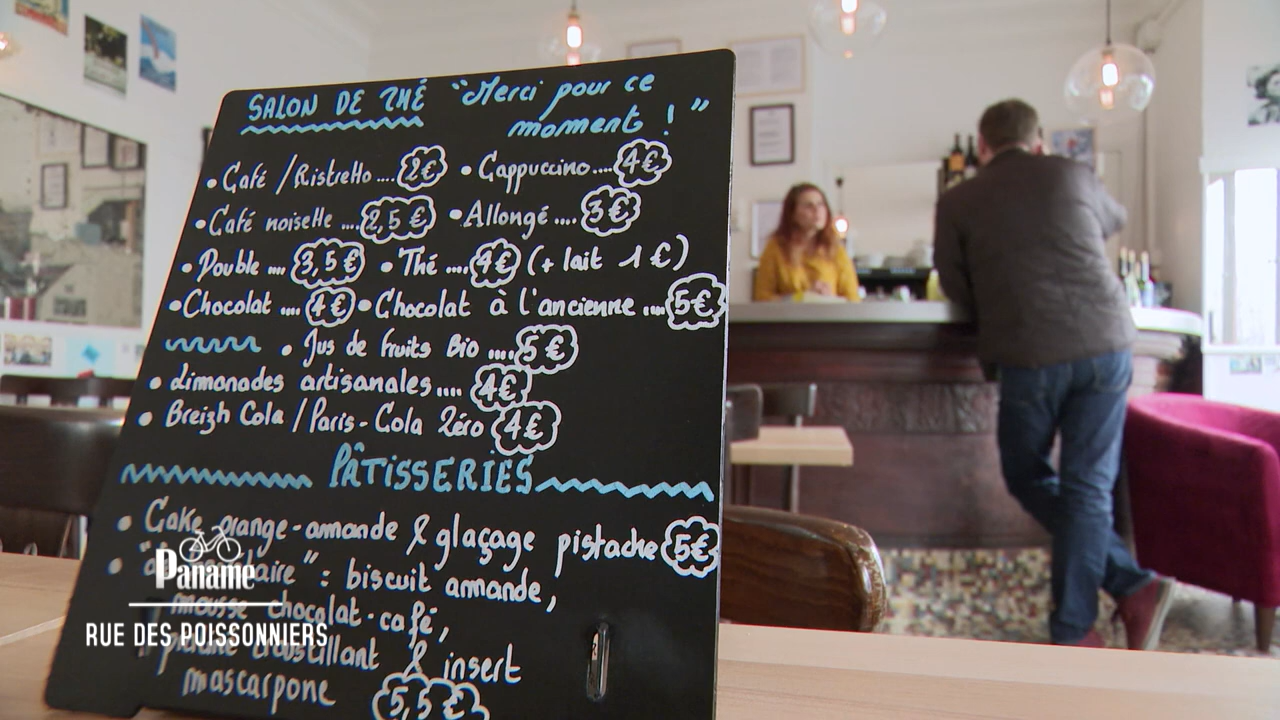 SALON DE THÉ "Merci pour ce
moment!"
• Café / Ristretto .... 2€ • Cappuccino .... 4€
• Café noisette .... 2,5€ • Allongé .... 3€
• Double .... 3,5€ • Thé .... 4€ (+ lait 1€)
• Chocolat .... 4€ • Chocolat à l'ancienne .... 5€
• Jus de fruits Bio .... 5€
• Limonades artisanales .... 4€
• Breizh Cola / Paris-Cola Zéro 4€
PÂTISSERIES
• Cake orange-amande & glaçage pistache 5€
• : biscuit amande,
mousse chocolat-café,
croustillant & insert
mascarpone 5,5€
Paname
RUE DES POISSONNIERS